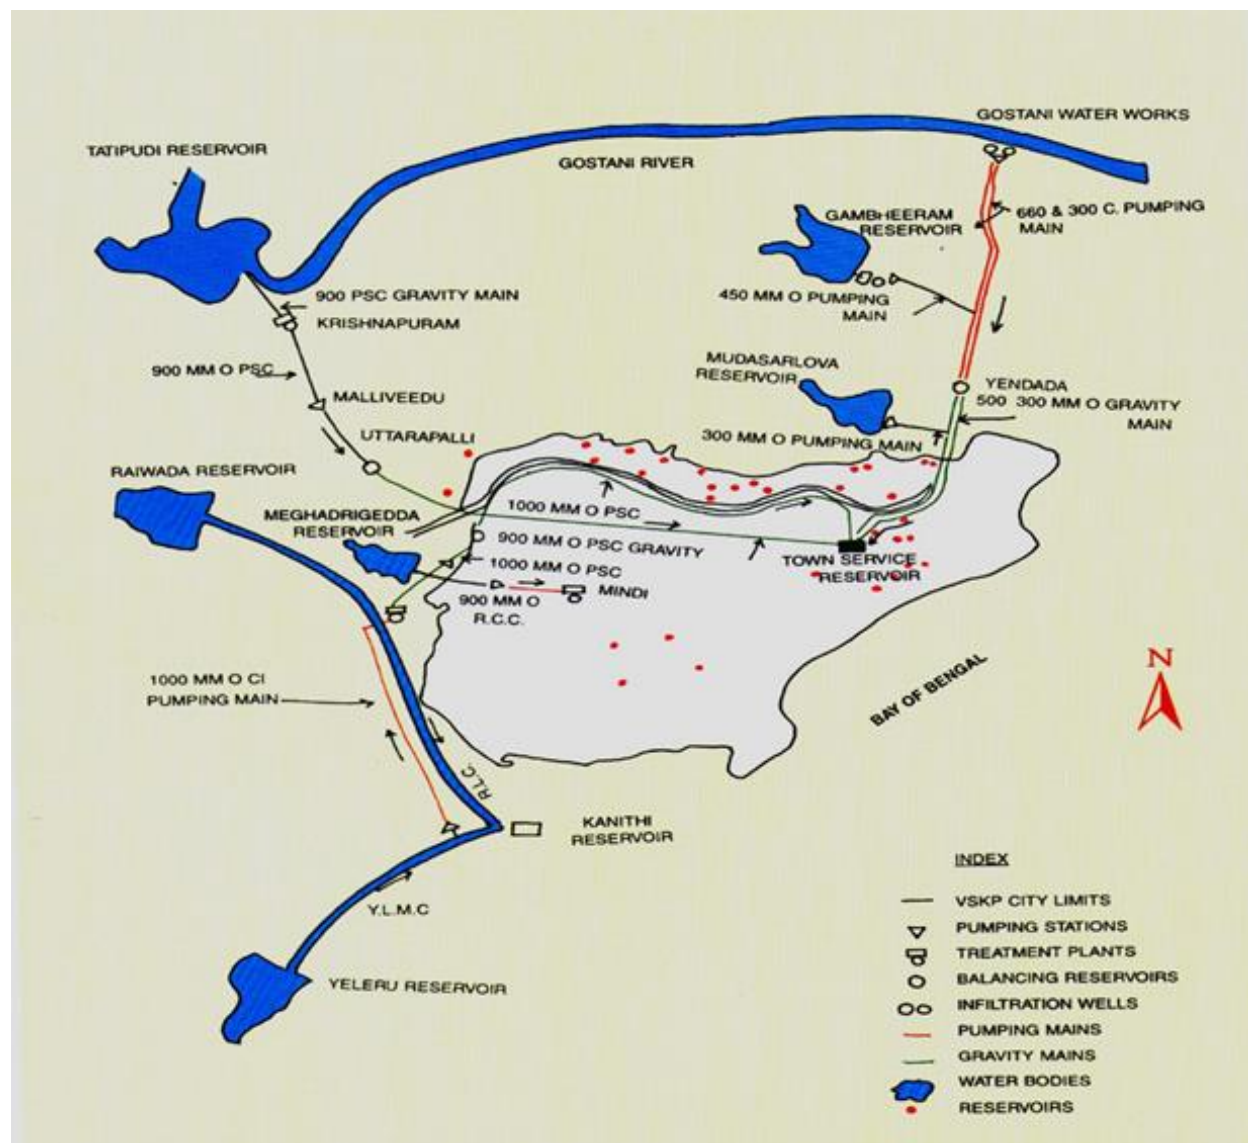 GOSTANI WATER WORKS
TATIPUDI RESERVOIR
GOSTANI RIVER
GAMBHEERAM
RESERVOIR
660 & 300 C. PUMPING
MAIN
900 PSC GRAVITY MAIN
KRISHNAPURAM
450 MM O PUMPING
MAIN
900 MM O PSC
MUDASARLOVA
RESERVOIR
MALLIVEEDU
YENDADA
500 300 MM O GRAVITY
MAIN
UTTARAPALLI
300 MM O PUMPING MAIN
RAIWADA RESERVOIR
MEGHADRIGEDDA
RESERVOIR
1000 MM O PSC
900 MM O PSC GRAVITY
TOWN SERVICE
RESERVOIR
1000 MM O PSC
MINDI
900 MM O
R.C.C.
1000 MM O CI
PUMPING MAIN
BAY OF BENGAL
N
R.L.C.
KANITHI
RESERVOIR
Y.L.M.C
YELERU RESERVOIR
INDEX
VSKP CITY LIMITS
PUMPING STATIONS
TREATMENT PLANTS
BALANCING RESERVOIRS
INFILTRATION WELLS
PUMPING MAINS
GRAVITY MAINS
WATER BODIES
RESERVOIRS